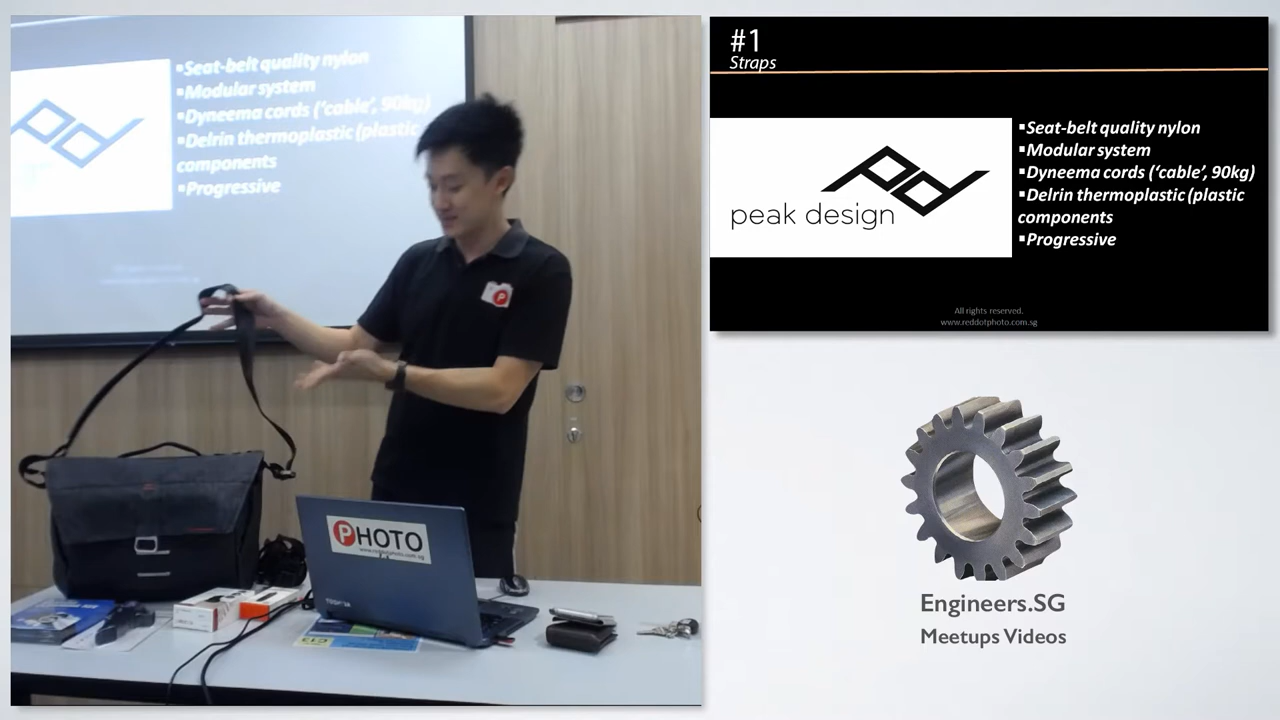 Seat-belt quality nylon
Modular system
Dyneema cords ('cable', 90kg)
Delrin thermoplastic (plastic
components
Progressive
P
PHOTO
www.reddotphoto.com.sg
#1
Straps
peak design
▪Seat-belt quality nylon
▪Modular system
▪Dyneema cords ('cable', 90kg)
▪Delrin thermoplastic (plastic
components
▪Progressive
All rights reserved.
www.reddotphoto.com.sg
Engineers.SG
Meetups Videos